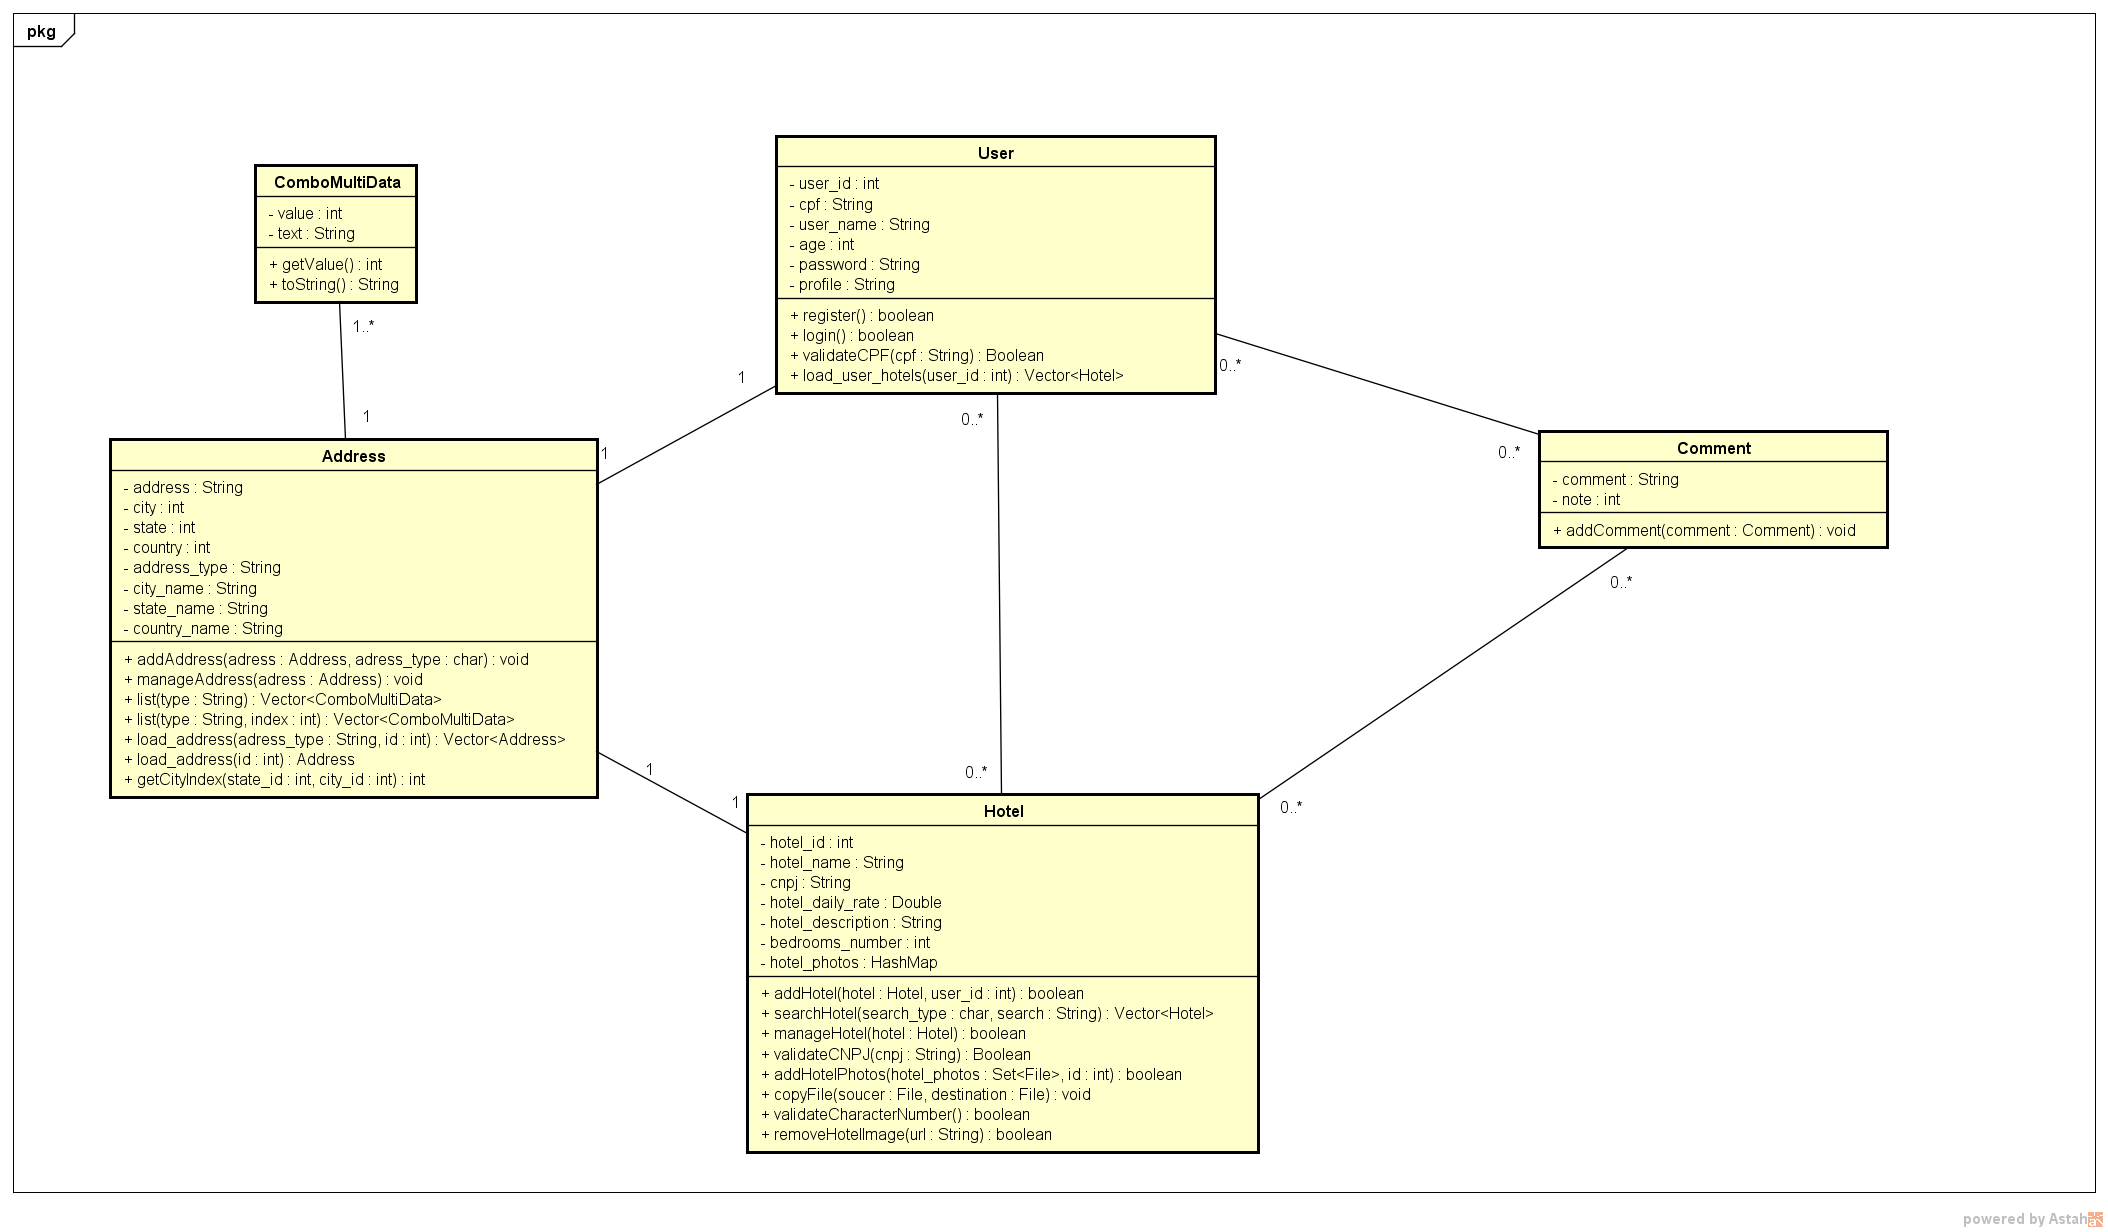 pkg
ComboMultiData
- value : int
- text : String
+ getValue() : int
+ toString() : String
User
- user_id : int
- cpf : String
- user_name : String
- age : int
- password : String
- profile : String
+ register() : boolean
+ login() : boolean
+ validateCPF(cpf : String) : Boolean
+ load_user_hotels(user_id : int) : Vector<Hotel>
1..*
1
1
1
0..*
0..*
0..*
0..*
Comment
- comment : String
- note : int
+ addComment(comment : Comment) : void
0..*
0..*
Address
- address : String
- city : int
- state : int
- country : int
- address_type : String
- city_name : String
- state_name : String
- country_name : String
+ addAddress(adress : Address, adress_type : char) : void
+ manageAddress(adress : Address) : void
+ list(type : String) : Vector<ComboMultiData>
+ list(type : String, index : int) : Vector<ComboMultiData>
+ load_address(adress_type : String, id : int) : Vector<Address>
+ load_address(id : int) : Address
+ getCityIndex(state_id : int, city_id : int) : int
1
1
Hotel
- hotel_id : int
- hotel_name : String
- cnpj : String
- hotel_daily_rate : Double
- hotel_description : String
- bedrooms_number : int
- hotel_photos : HashMap
+ addHotel(hotel : Hotel, user_id : int) : boolean
+ searchHotel(search_type : char, search : String) : Vector<Hotel>
+ manageHotel(hotel : Hotel) : boolean
+ validateCNPJ(cnpj : String) : Boolean
+ addHotelPhotos(hotel_photos : Set<File>, id : int) : boolean
+ copyFile(soucer : File, destination : File) : void
+ validateCharacterNumber() : boolean
+ removeHotelImage(url : String) : boolean
powered by Astah